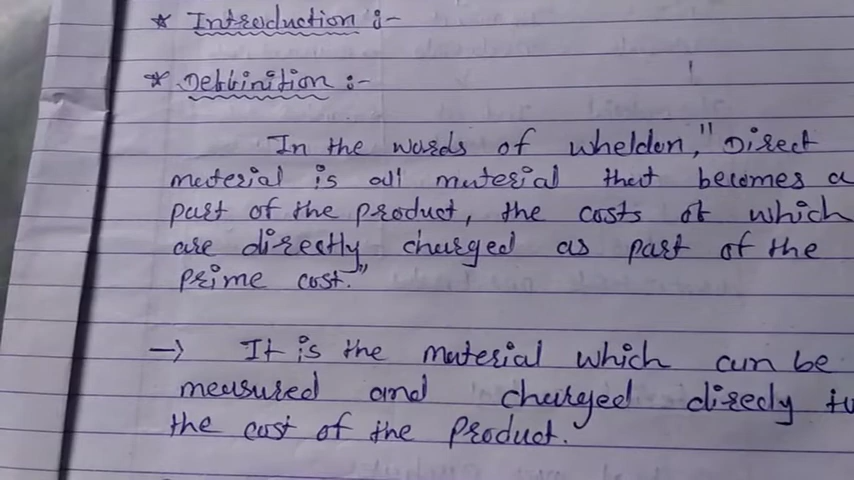 * Introduction :-
* Deffinition :-
In the words of wheldon, "Direct
material is all material that becomes a
part of the product, the costs of which
are directly charged as part of the
prime cost."
→ It is the material which can be
measured and charged direcly to
the cost of the product.